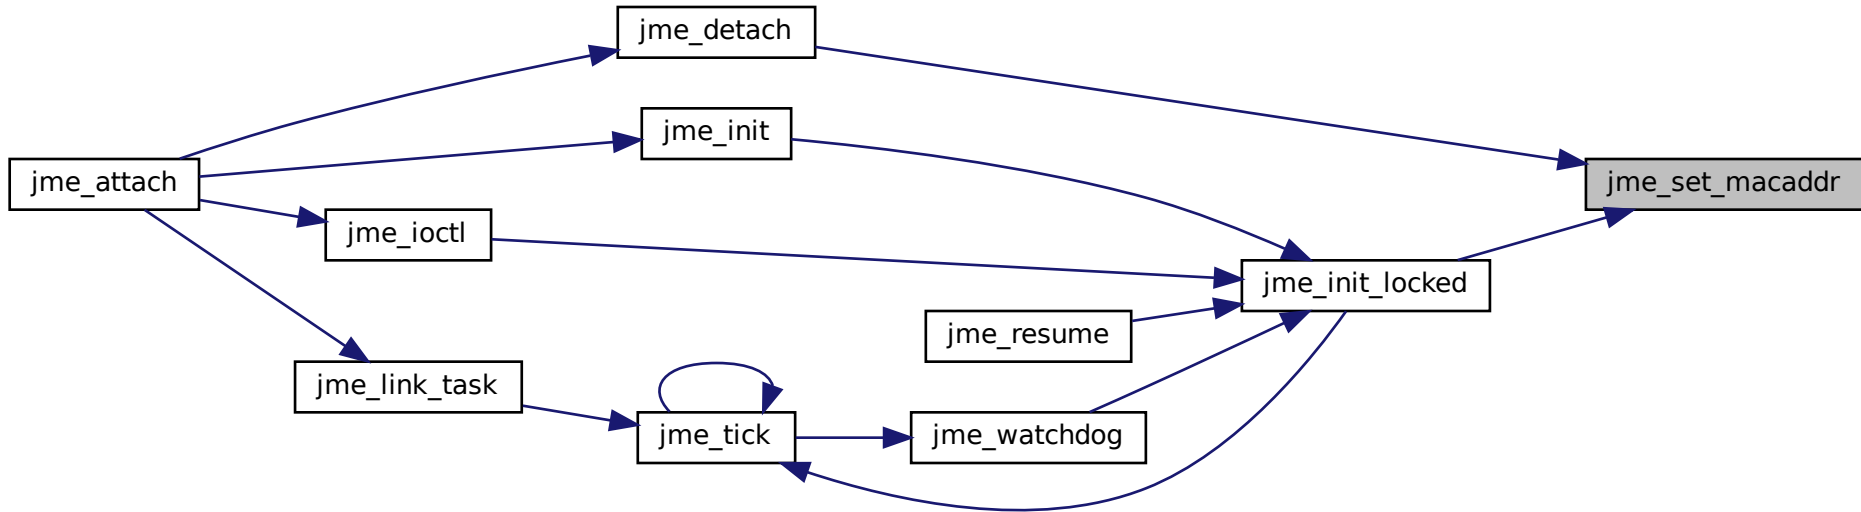 jme_detach
jme_init
jme_attach
jme_set_macaddr
jme_ioctl
jme_init_locked
jme_resume
jme_link_task
jme_tick
jme_watchdog